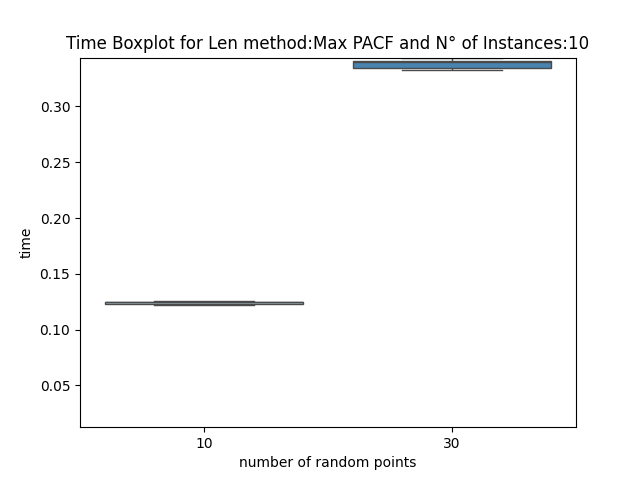 Time Boxplot for Len method:Max PACF and N° of Instances:10
0.30
0.25
0.20
0.15
0.10
0.05
time
10
30
number of random points